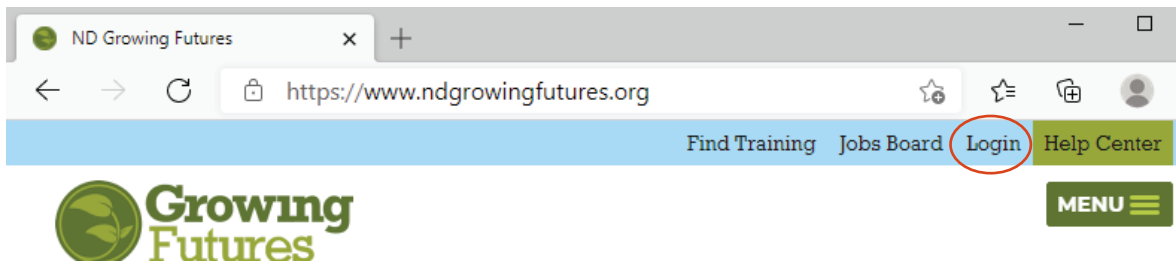 ND Growing Futures
https://www.ndgrowingfutures.org
Find Training Jobs Board Login Help Center
Growing
Futures
MENU